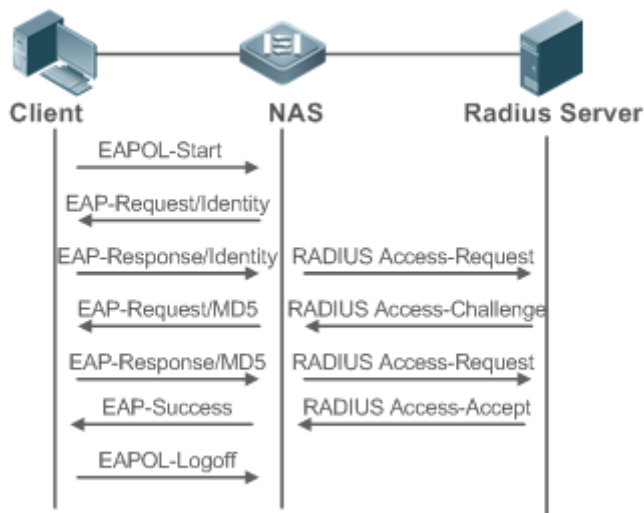 Client NAS Radius Server
EAPOL-Start
EAP-Request/Identity
EAP-Response/Identity RADIUS Access-Request
EAP-Request/MD5 RADIUS Access-Challenge
EAP-Response/MD5 RADIUS Access-Request
EAP-Success RADIUS Access-Accept
EAPOL-Logoff